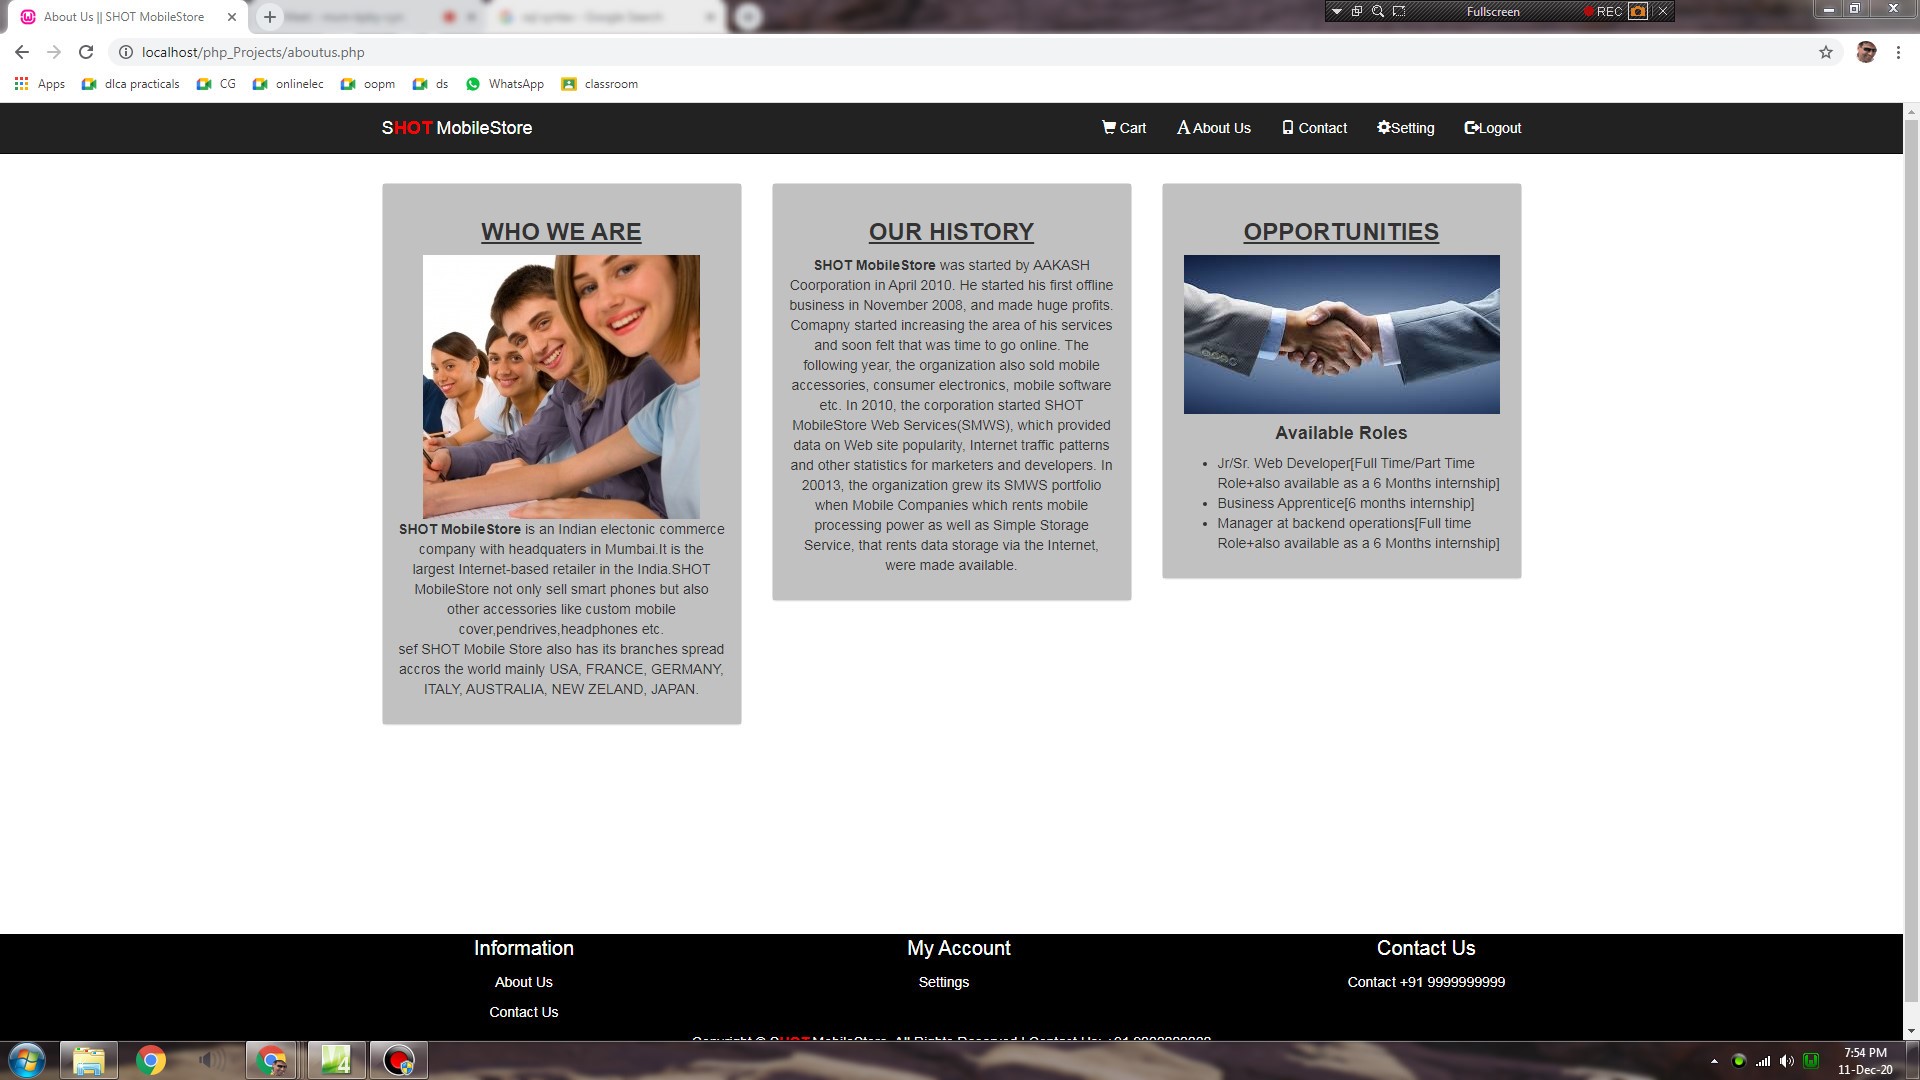 About Us || SHOT MobileStore
Fullscreen
REC
localhost/php_Projects/aboutus.php
Apps
dlca practicals
CG
onlinelec
oopm
ds
WhatsApp
classroom
SHOT MobileStore
Cart
About Us
Contact
Setting
Logout
WHO WE ARE
SHOT MobileStore is an Indian electonic commerce
company with headquaters in Mumbai.It is the
largest Internet-based retailer in the India.SHOT
MobileStore not only sell smart phones but also
other accessories like custom mobile
cover,pendrives,headphones etc.
sef SHOT Mobile Store also has its branches spread
accros the world mainly USA, FRANCE, GERMANY,
ITALY, AUSTRALIA, NEW ZELAND, JAPAN.
OUR HISTORY
SHOT MobileStore was started by AAKASH
Coorporation in April 2010. He started his first offline
business in November 2008, and made huge profits.
Comapny started increasing the area of his services
and soon felt that was time to go online. The
following year, the organization also sold mobile
accessories, consumer electronics, mobile software
etc. In 2010, the corporation started SHOT
MobileStore Web Services(SMWS), which provided
data on Web site popularity, Internet traffic patterns
and other statistics for marketers and developers. In
20013, the organization grew its SMWS portfolio
when Mobile Companies which rents mobile
processing power as well as Simple Storage
Service, that rents data storage via the Internet,
were made available.
OPPORTUNITIES
Available Roles
Jr/Sr. Web Developer[Full Time/Part Time
Role+also available as a 6 Months internship]
Business Apprentice[6 months internship]
Manager at backend operations[Full time
Role+also available as a 6 Months internship]
Information
About Us
Contact Us
My Account
Settings
Contact Us
Contact +91 9999999999
Copyright © SHOT MobileStore. All Rights Reserved | Contact Us:
7:54 PM
11-Dec-20